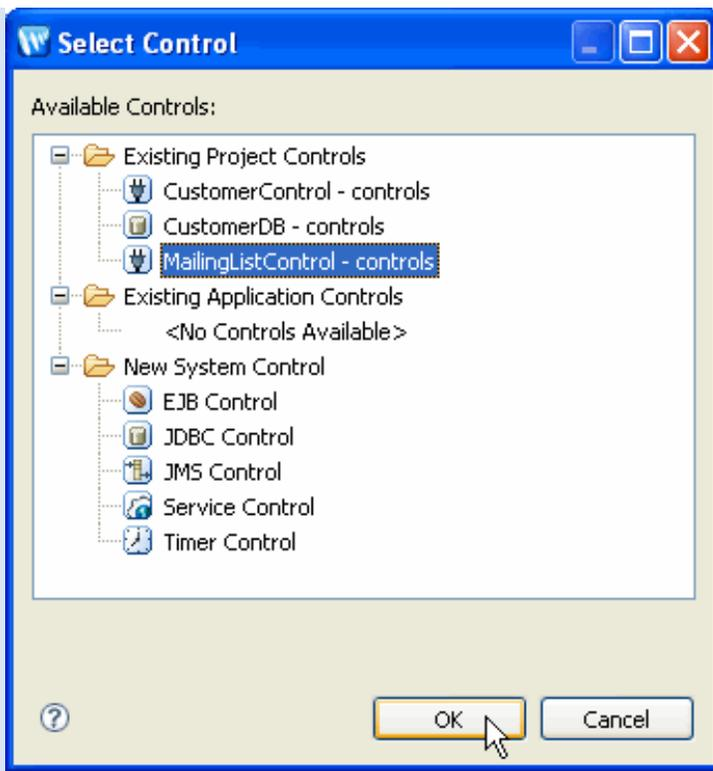 Select Control
Available Controls:
Existing Project Controls
CustomerControl - controls
CustomerDB - controls
MailingListControl - controls
Existing Application Controls
<No Controls Available>
New System Control
EJB Control
JDBC Control
JMS Control
Service Control
Timer Control
OK
Cancel